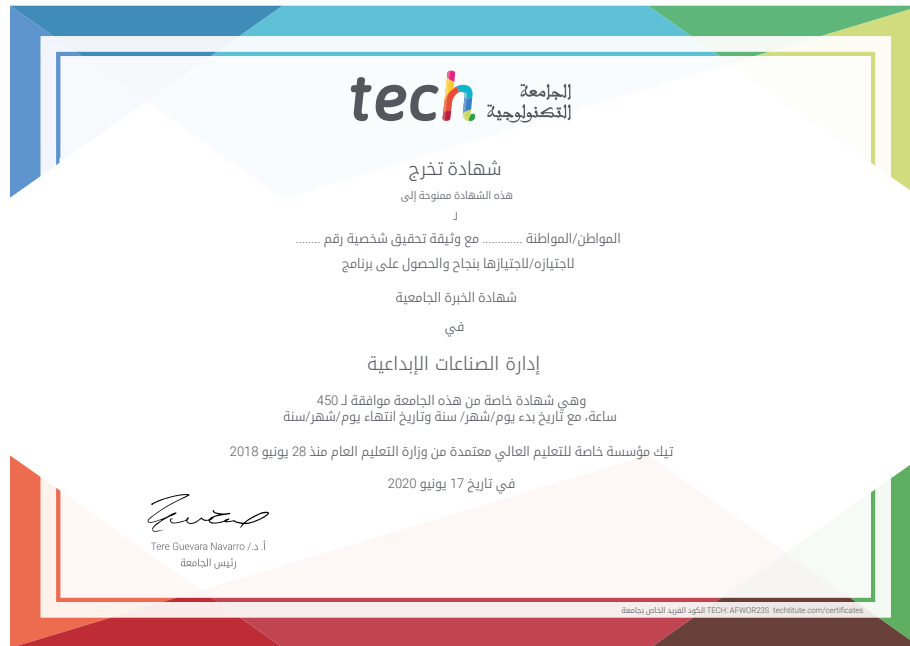 tech الجامعة
التكنولوجية
شهادة تخرج
هذه الشهادة ممنوحة إلى
لـ
المواطن/المواطنة ............ مع وثيقة تحقيق شخصية رقم ........
لاجتيازه/لاجتيازها بنجاح والحصول على برنامج
شهادة الخبرة الجامعية
في
إدارة الصناعات الإبداعية
وهي شهادة خاصة من هذه الجامعة موافقة لـ 450
ساعة، مع تاريخ بدء يوم/شهر/ سنة وتاريخ انتهاء يوم/شهر/سنة
تيك مؤسسة خاصة للتعليم العالي معتمدة من وزارة التعليم العام منذ 28 يونيو 2018
في تاريخ 17 يونيو 2020
أ. د./ Tere Guevara Navarro
رئيس الجامعة
الكود الفريد الخاص بجامعة TECH: AFWOR23S techtitute.com/certificates